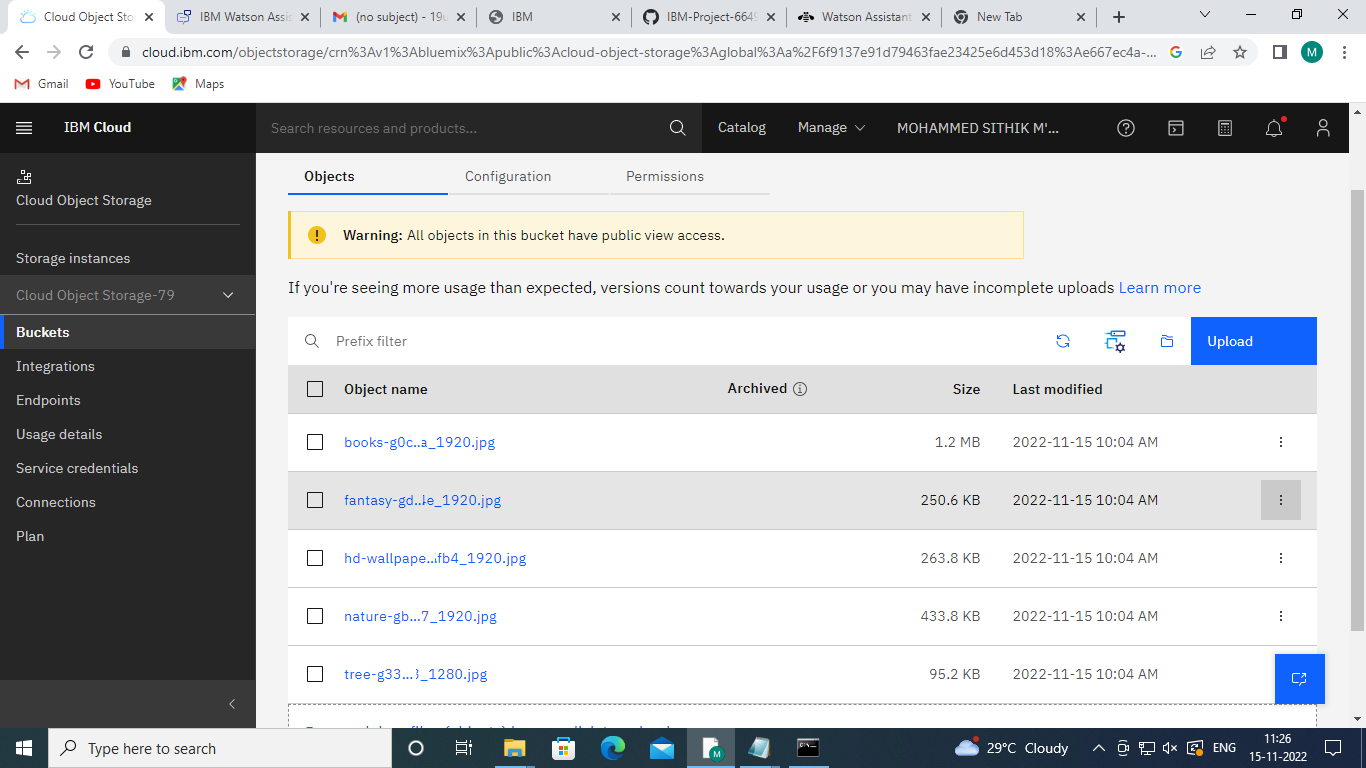 Cloud Object Sto
IBM Watson Assis
(no subject) - 19u
IBM
IBM-Project-6649
Watson Assistant
New Tab
cloud.ibm.com/objectstorage/crn%3Av1%3Abluemix%3Apublic%3Acloud-object-storage%3Aglobal%3Aa%2F6f9137e91d79463fae23425e6d453d18%3Ae667ec4a-...
M
Gmail
YouTube
Maps
IBM Cloud
Search resources and products...
Catalog
Manage
MOHAMMED SITHIK M'...
Cloud Object Storage
Storage instances
Cloud Object Storage-79
Buckets
Integrations
Endpoints
Usage details
Service credentials
Connections
Plan
Objects
Configuration
Permissions
Warning: All objects in this bucket have public view access.
If you're seeing more usage than expected, versions count towards your usage or you may have incomplete uploads Learn more
Prefix filter
Upload
Object name Archived Size Last modified
books-g0c...a_1920.jpg 1.2 MB 2022-11-15 10:04 AM
fantasy-gd...4e_1920.jpg 250.6 KB 2022-11-15 10:04 AM
hd-wallpape...fb4_1920.jpg 263.8 KB 2022-11-15 10:04 AM
nature-gb...7_1920.jpg 433.8 KB 2022-11-15 10:04 AM
tree-g33...3_1280.jpg 95.2 KB 2022-11-15 10:04 AM
Type here to search
M
29°C Cloudy
ENG
11:26
15-11-2022